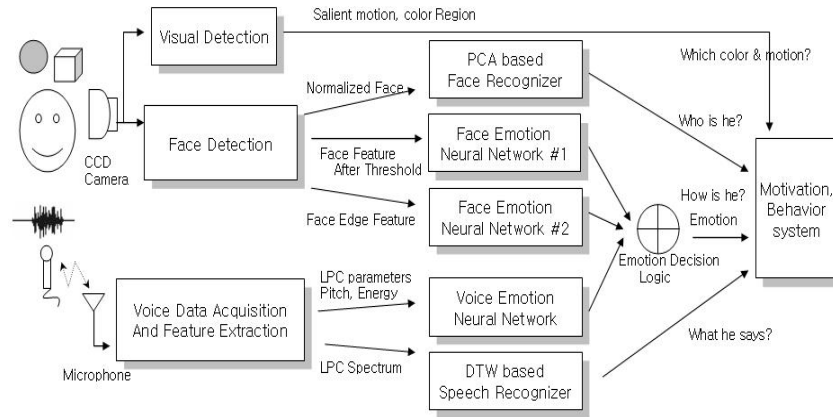 Salient motion, color Region
Visual Detection
PCA based
Face Recognizer
Which color & motion?
Normalized Face
Who is he?
CCD
Camera
Face Detection
Face Feature
After Threshold
Face Emotion
Neural Network #1
Face Edge Feature
Face Emotion
Neural Network #2
How is he?
Emotion
Motivation,
Behavior
system
Emotion Decision
Logic
LPC parameters
Pitch, Energy
Voice Data Acquisition
And Feature Extraction
Voice Emotion
Neural Network
What he says?
Microphone
LPC Spectrum
DTW based
Speech Recognizer